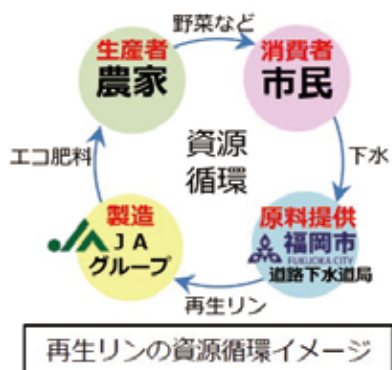 野菜など
生産者
農家
消費者
市民
エコ肥料
資源
循環
下水
製造
JA
グループ
原料提供
福岡市
FUKUOKA CITY
道路下水道局
再生リン
再生リンの資源循環イメージ